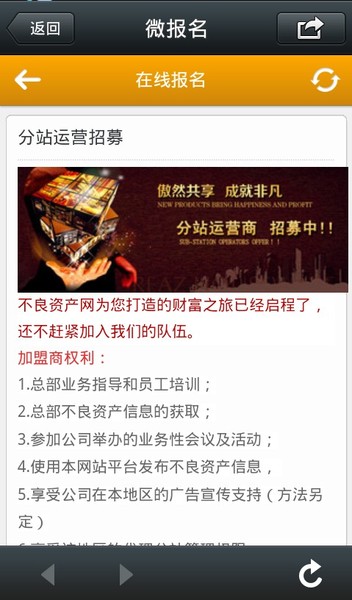 返回
微报名
在线报名
分站运营招募
傲然共享 成就非凡
NEW PRODUCTS BRING HAPPINESS AND PROFIT
分站运营商 招募中!!
SUB-STATION OPERATORS OFFER！！
不良资产网为您打造的财富之旅已经启程了，
还不赶紧加入我们的队伍。
加盟商权利：
1.总部业务指导和员工培训；
2.总部不良资产信息的获取；
3.参加公司举办的业务性会议及活动；
4.使用本网站平台发布不良资产信息，
5.享受公司在本地区的广告宣传支持（方法另
定）